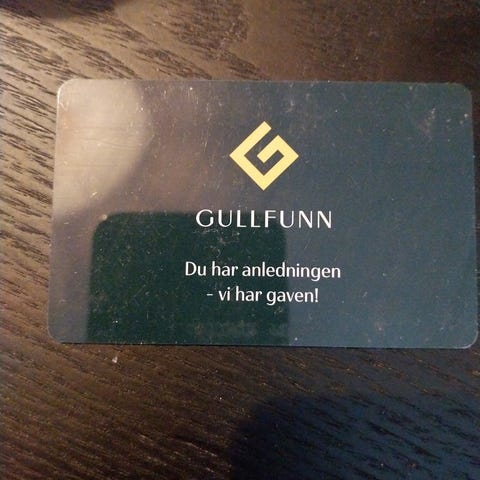 GULLFUNN
Du har anledningen
- vi har gaven!